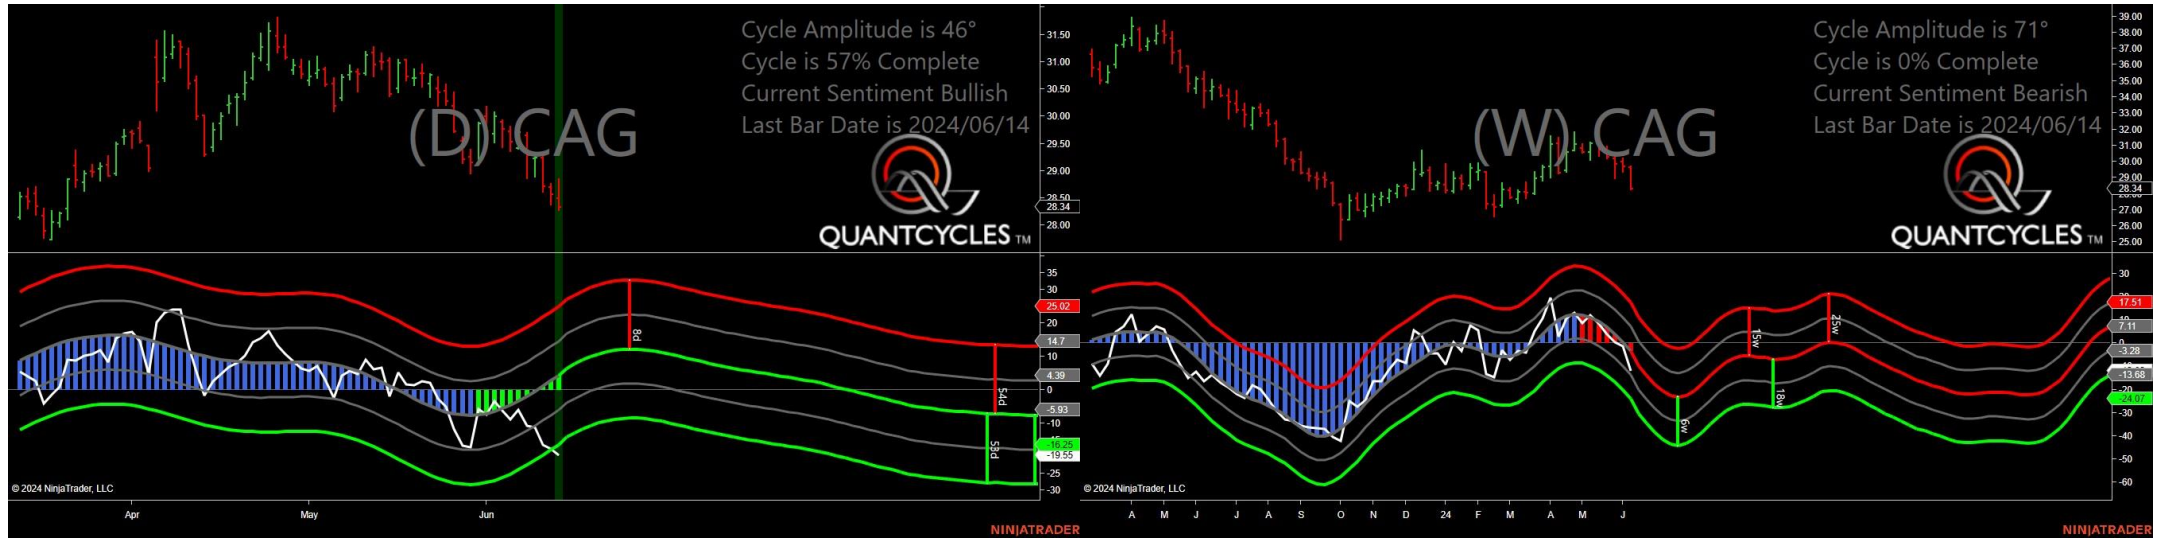 Cycle Amplitude is 46°
Cycle is 57% Complete
Current Sentiment Bullish
Last Bar Date is 2024/06/14
(D) CAG
QUANTCYCLES TM
31.50
31.00
30.50
30.00
29.50
29.00
28.50
28.34
28.00
35
30
25.02
20
14.7
10
4.39
0
-5.93
-10
-16.25
-19.55
-25
-30
8d
54d
53d
© 2024 NinjaTrader, LLC
Apr
May
Jun
NINJATRADER
Cycle Amplitude is 71°
Cycle is 0% Complete
Current Sentiment Bearish
Last Bar Date is 2024/06/14
(W) CAG
QUANTCYCLES TM
39.00
38.00
37.00
36.00
35.00
34.00
33.00
32.00
31.00
30.00
29.00
28.34
27.00
26.00
25.00
30
17.51
7.11
0
-3.28
-13.68
-20
-24.07
-30
-40
-50
-60
15w
25w
6w
18w
© 2024 NinjaTrader, LLC
A M J J A S O N D 24 F M A M J
NINJATRADER